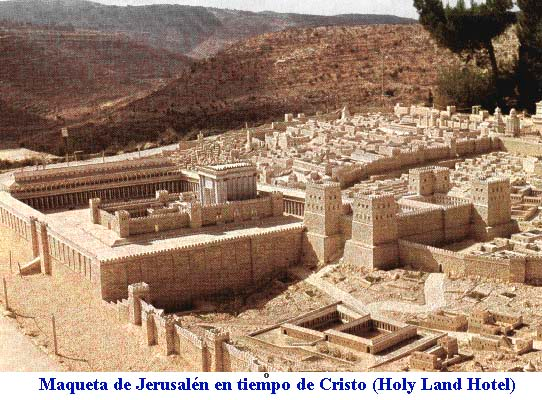 Maqueta de Jerusalén en tiempo de Cristo (Holy Land Hotel)